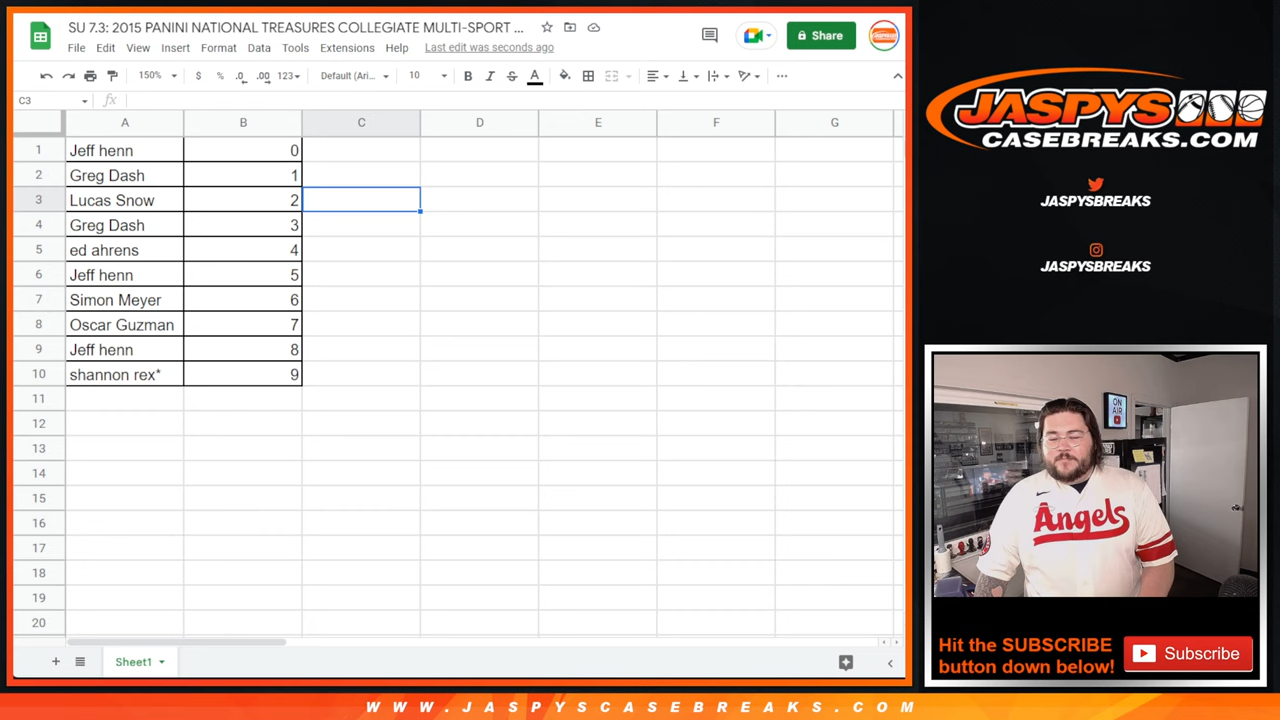 SU 7.3: 2015 PANINI NATIONAL TREASURES COLLEGIATE MULTI-SPORT ...
File Edit View Insert Format Data Tools Extensions Help Last edit was seconds ago
Share
150% $ % .0 .00 123 Default (Ari... 10 B I S A
C3 fx
A B C D E F G
1 Jeff henn 0
2 Greg Dash 1
3 Lucas Snow 2
4 Greg Dash 3
5 ed ahrens 4
6 Jeff henn 5
7 Simon Meyer 6
8 Oscar Guzman 7
9 Jeff henn 8
10 shannon rex* 9
11
12
13
14
15
16
17
18
19
20
+ Sheet1
JASPYS
CASEBREAKS.COM
JASPYSBREAKS
JASPYSBREAKS
ON
AIR
Angels
Hit the SUBSCRIBE
button down below!
Subscribe
WWW.JASPYSCASEBREAKS.COM